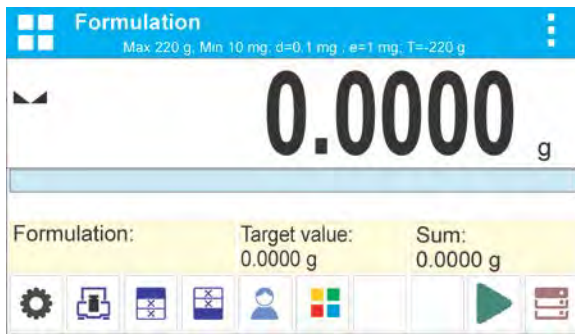 Formulation
Max 220 g, Min 10 mg, d=0.1 mg , e=1 mg; T=-220 g
0.0000 g
Formulation: Target value: Sum:
0.0000 g 0.0000 g